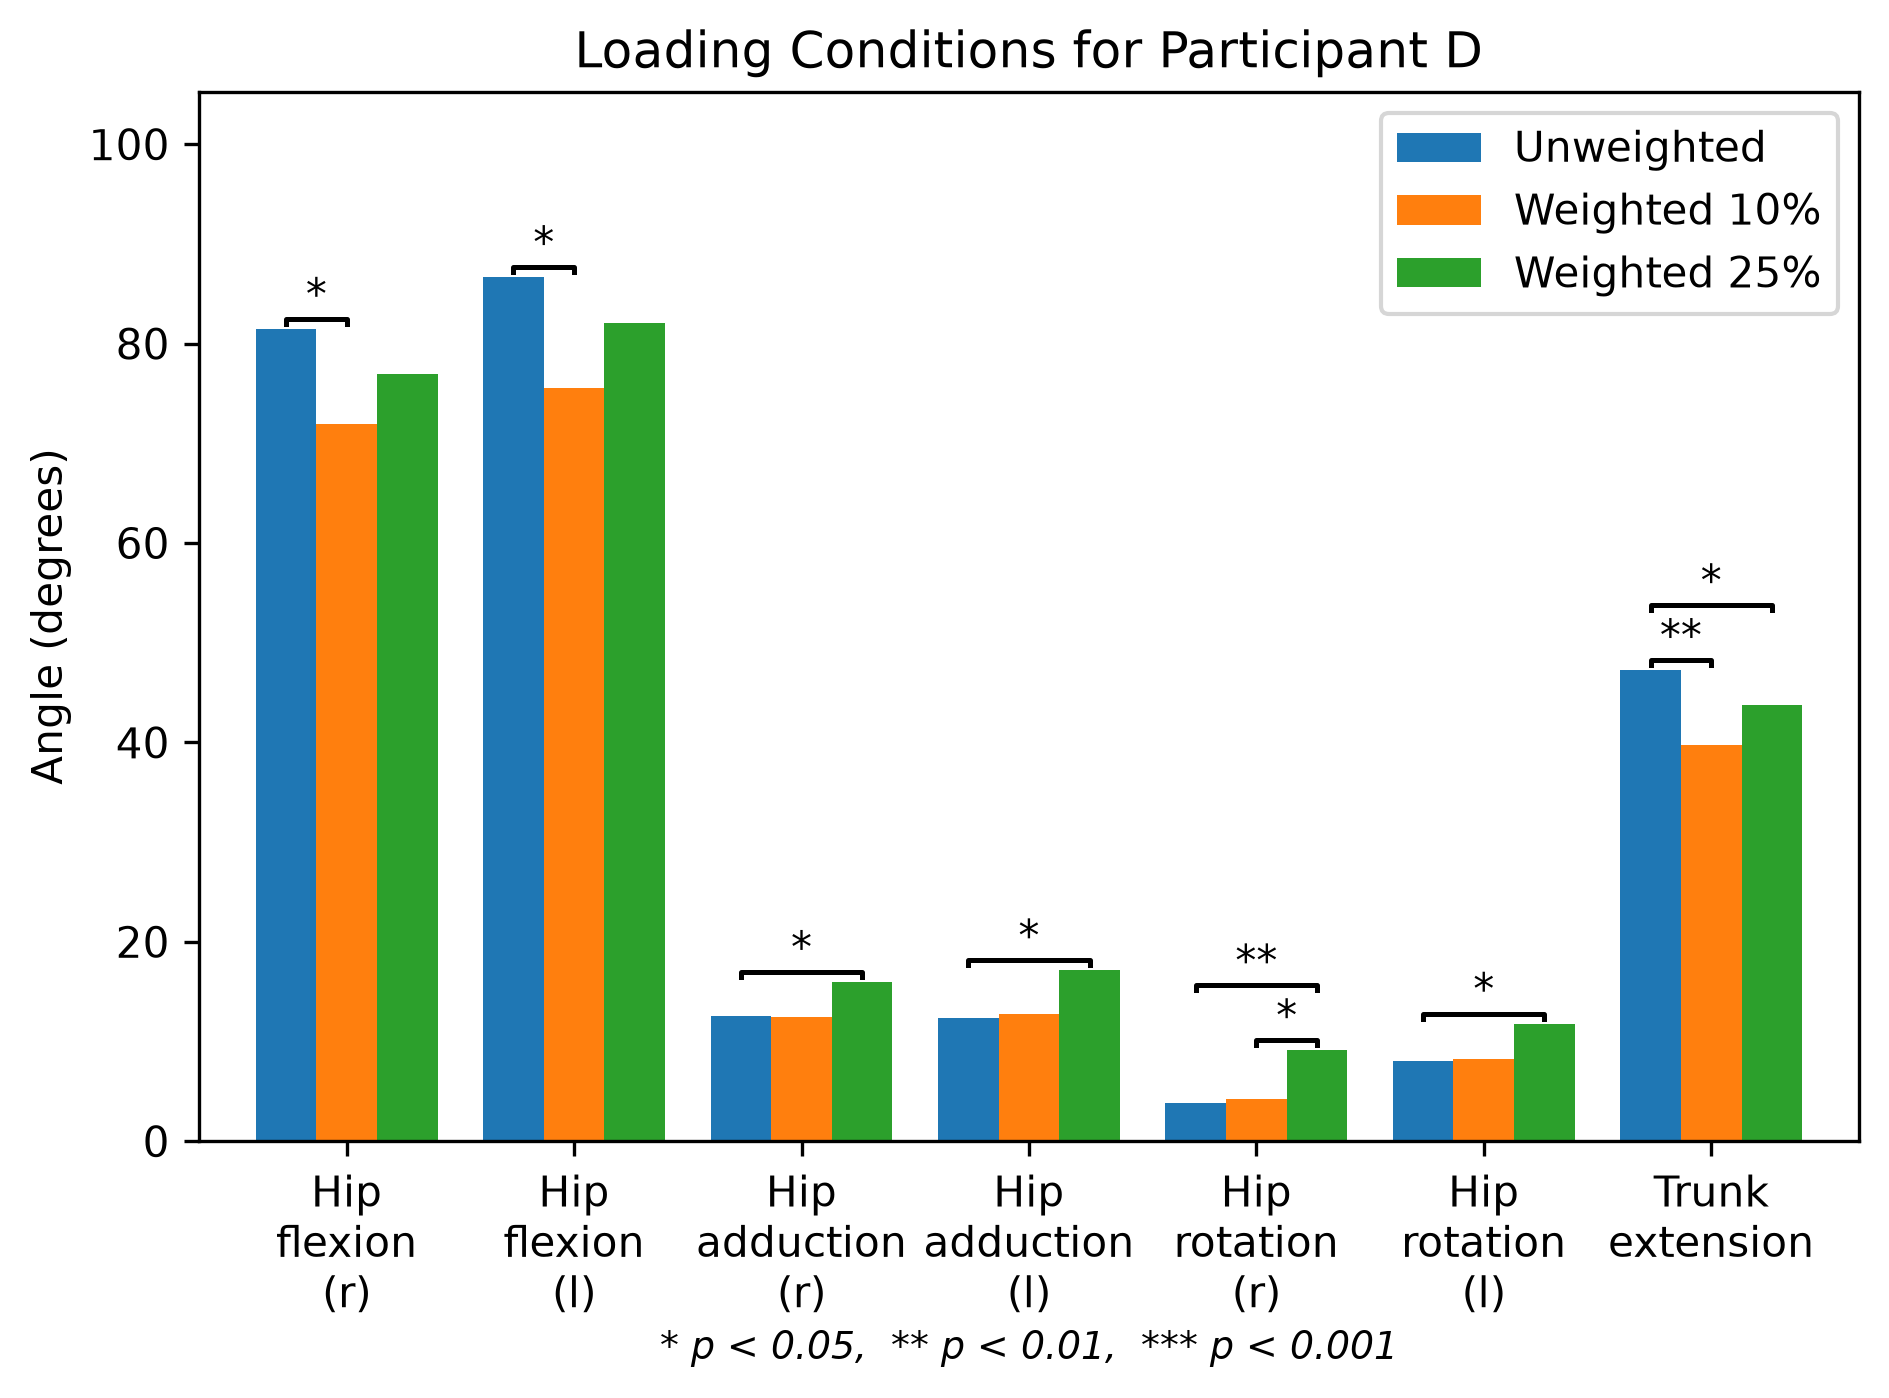 Loading Conditions for Participant D
Unweighted
Weighted 10%
Weighted 25%
Angle (degrees)
100
80
60
40
20
0
*
*
*
*
**
*
*
*
**
Hip flexion (r)
Hip flexion (l)
Hip adduction (r)
Hip adduction (l)
Hip rotation (r)
Hip rotation (l)
Trunk extension
* p < 0.05, ** p < 0.01, *** p < 0.001